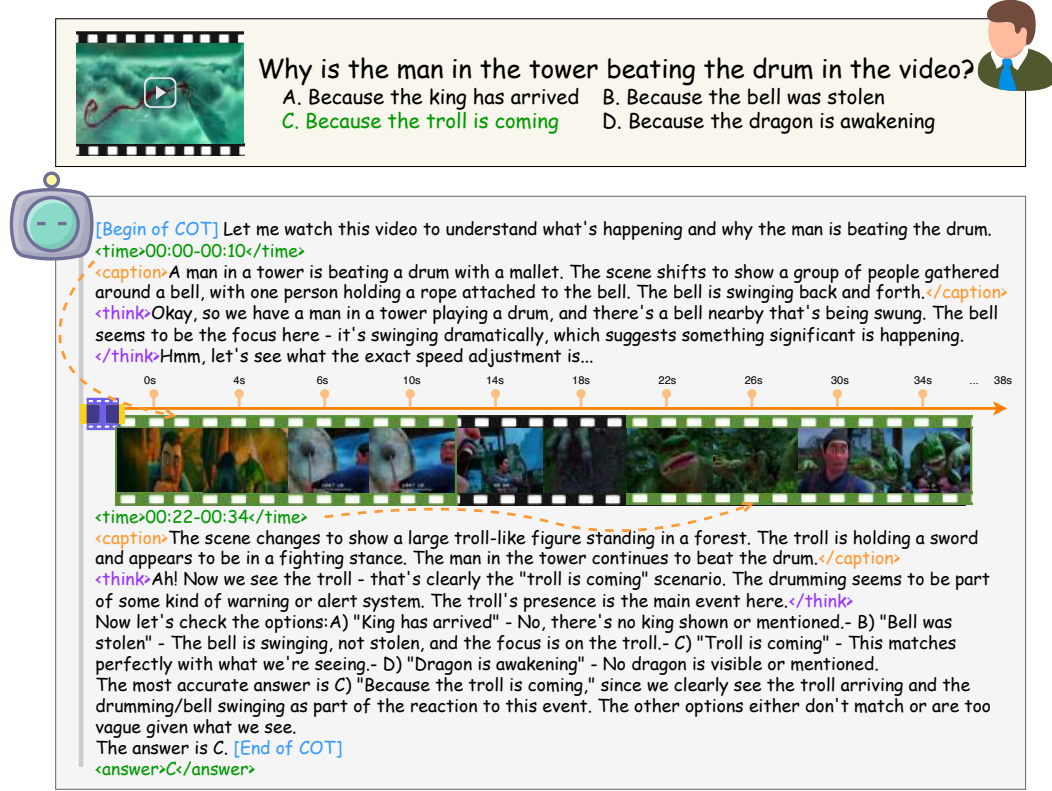 Why is the man in the tower beating the drum in the video?
A. Because the king has arrived B. Because the bell was stolen
C. Because the troll is coming D. Because the dragon is awakening
[Begin of COT] Let me watch this video to understand what's happening and why the man is beating the drum.
<time>00:00-00:10</time>
<caption>A man in a tower is beating a drum with a mallet. The scene shifts to show a group of people gathered
around a bell, with one person holding a rope attached to the bell. The bell is swinging back and forth.</caption>
<think>Okay, so we have a man in a tower playing a drum, and there's a bell nearby that's being swung. The bell
seems to be the focus here - it's swinging dramatically, which suggests something significant is happening.
</think>Hmm, let's see what the exact speed adjustment is...
0s 4s 6s 10s 14s 18s 22s 26s 30s 34s ... 38s
<time>00:22-00:34</time>
<caption>The scene changes to show a large troll-like figure standing in a forest. The troll is holding a sword
and appears to be in a fighting stance. The man in the tower continues to beat the drum.</caption>
<think>Ah! Now we see the troll - that's clearly the "troll is coming" scenario. The drumming seems to be part
of some kind of warning or alert system. The troll's presence is the main event here.</think>
Now let's check the options:A) "King has arrived" - No, there's no king shown or mentioned.- B) "Bell was
stolen" - The bell is swinging, not stolen, and the focus is on the troll.- C) "Troll is coming" - This matches
perfectly with what we're seeing.- D) "Dragon is awakening" - No dragon is visible or mentioned.
The most accurate answer is C) "Because the troll is coming," since we clearly see the troll arriving and the
drumming/bell swinging as part of the reaction to this event. The other options either don't match or are too
vague given what we see.
The answer is C. [End of COT]
<answer>C</answer>